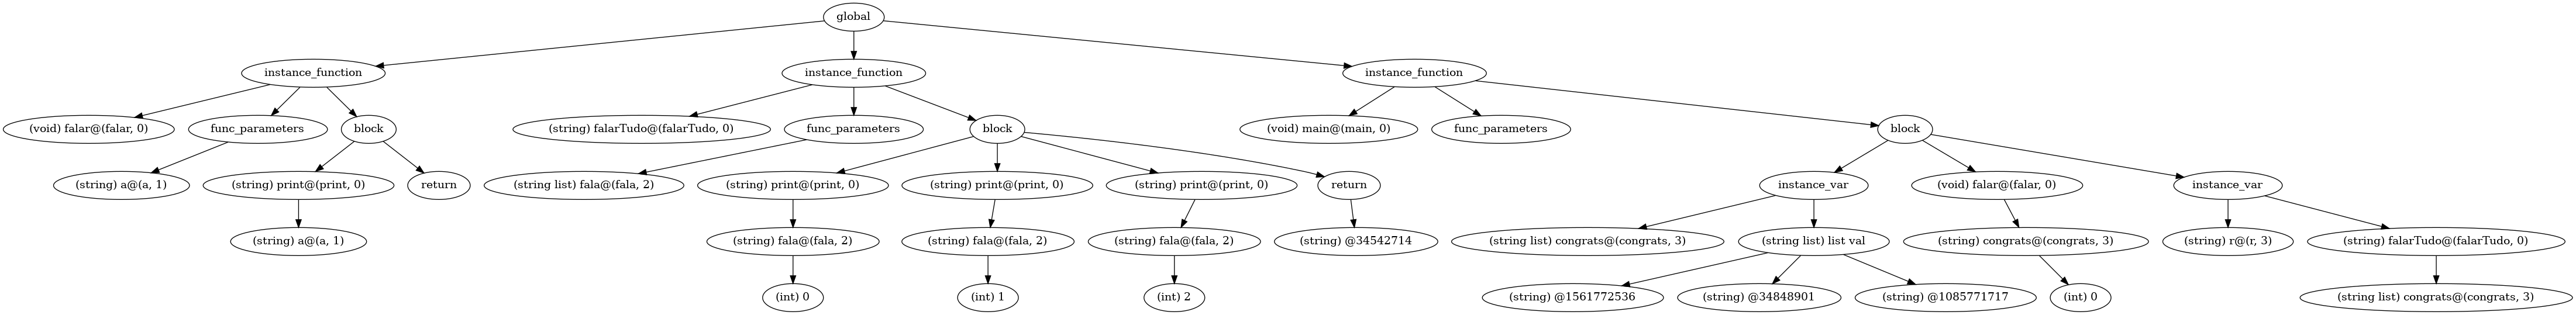 global
instance_function
instance_function
instance_function
(void) falar@(falar, 0)
func_parameters
block
(string) falarTudo@(falarTudo, 0)
func_parameters
block
(void) main@(main, 0)
func_parameters
block
(string) a@(a, 1)
(string) print@(print, 0)
return
(string list) fala@(fala, 2)
(string) print@(print, 0)
(string) print@(print, 0)
(string) print@(print, 0)
return
instance_var
(void) falar@(falar, 0)
instance_var
(string) a@(a, 1)
(string) fala@(fala, 2)
(string) fala@(fala, 2)
(string) fala@(fala, 2)
(string) @34542714
(string list) congrats@(congrats, 3)
(string list) list val
(string) congrats@(congrats, 3)
(string) r@(r, 3)
(string) falarTudo@(falarTudo, 0)
(int) 0
(int) 1
(int) 2
(string) @1561772536
(string) @34848901
(string) @1085771717
(int) 0
(string list) congrats@(congrats, 3)